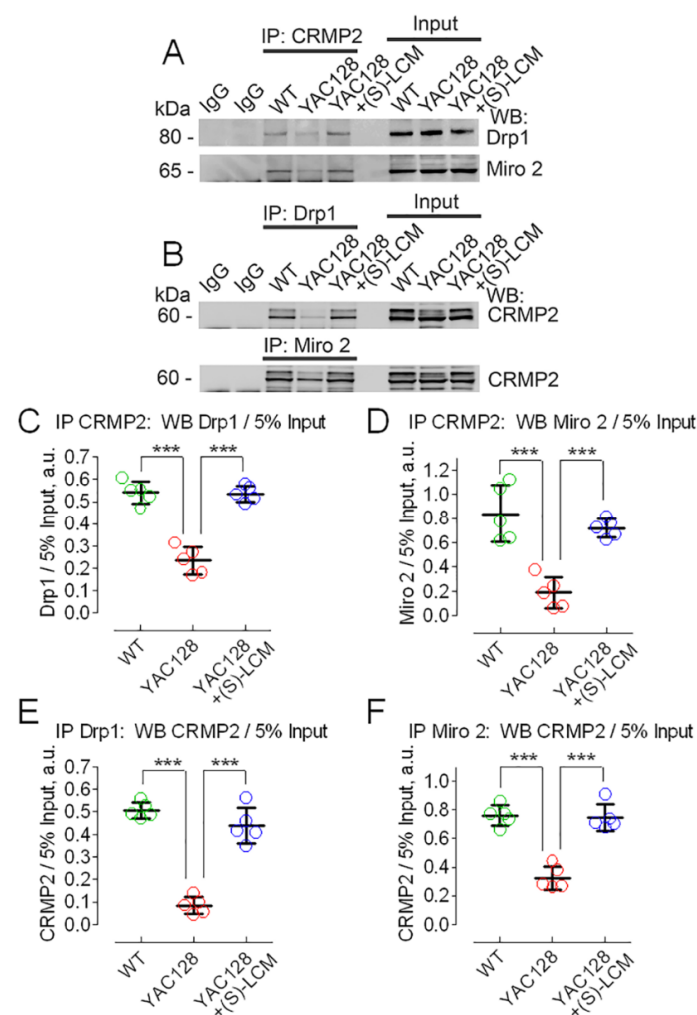 A
IP: CRMP2
Input
kDa
IgG
IgG
WT
YAC128
YAC128
+(S)-LCM
WT
YAC128
YAC128
+(S)-LCM
WB:
80 -
Drp1
65 -
Miro 2
B
IP: Drp1
Input
kDa
IgG
IgG
WT
YAC128
YAC128
+(S)-LCM
WT
YAC128
YAC128
+(S)-LCM
WB:
60 -
CRMP2
IP: Miro 2
60 -
CRMP2
C
IP CRMP2: WB Drp1 / 5% Input
Drp1 / 5% Input, a.u.
0.7
0.6
0.5
0.4
0.3
0.2
0.1
0.0
***
***
WT
YAC128
YAC128
+(S)-LCM
D
IP CRMP2: WB Miro 2 / 5% Input
Miro 2 / 5% Input, a.u.
1.2
1.0
0.8
0.6
0.4
0.2
0.0
***
***
WT
YAC128
YAC128
+(S)-LCM
E
IP Drp1: WB CRMP2 / 5% Input
CRMP2 / 5% Input, a.u.
0.7
0.6
0.5
0.4
0.3
0.2
0.1
0.0
***
***
WT
YAC128
YAC128
+(S)-LCM
F
IP Miro 2: WB CRMP2 / 5% Input
CRMP2 / 5% Input, a.u.
1.0
0.8
0.6
0.4
0.2
0.0
***
***
WT
YAC128
YAC128
+(S)-LCM